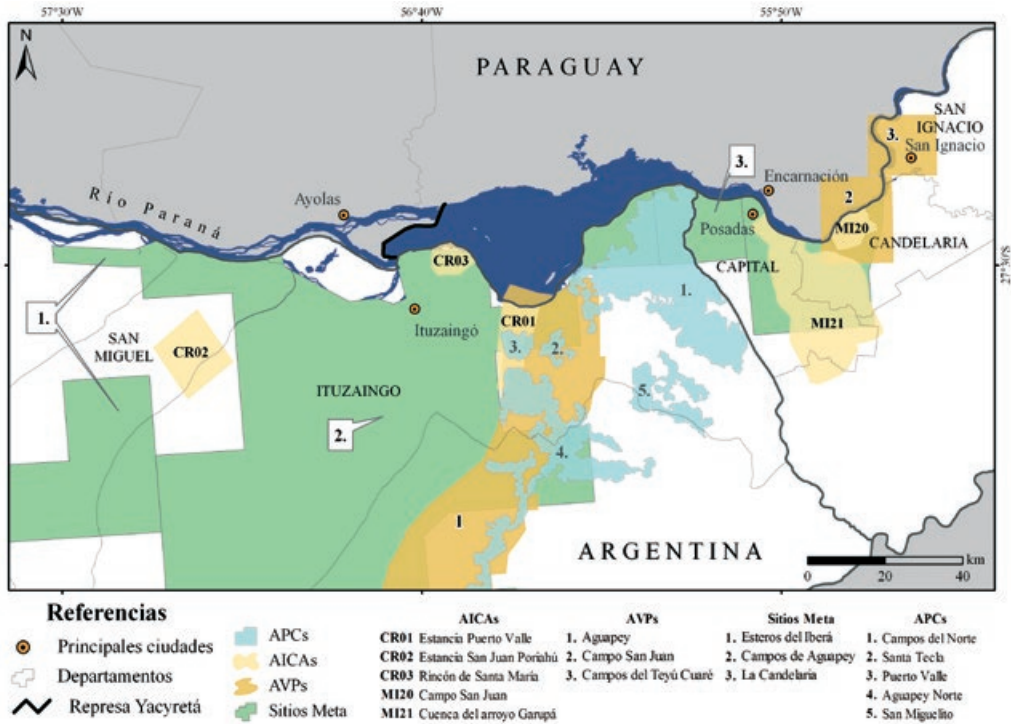 57°30'W 56°40'W 55°50'W
N
PARAGUAY
SAN
IGNACIO
3.
San Ignacio
3.
Encarnación
2
Ayolas
Río Paraná
Posadas
MI20
CANDELARIA
CR03
CAPITAL
27°30'S
1.
Ituzaingó
CR01
1.
MI21
SAN
MIGUEL
CR02
3.
2.
ITUZAINGO
5.
2.
4.
1
ARGENTINA
km
0 20 40
Referencias
Principales ciudades
Departamentos
Represa Yacyretá
APCs
AICAs
AVPs
Sitios Meta
AICAs
CR01 Estancia Puerto Valle
CR02 Estancia San Juan Poriahú
CR03 Rincón de Santa María
MI20 Campo San Juan
MI21 Cuenca del arroyo Garupá
AVPs
1. Aguapey
2. Campo San Juan
3. Campos del Teyú Cuaré
Sitios Meta
1. Esteros del Iberá
2. Campos de Aguapey
3. La Candelaria
APCs
1. Campos del Norte
2. Santa Tecla
3. Puerto Valle
4. Aguapey Norte
5. San Miguelito